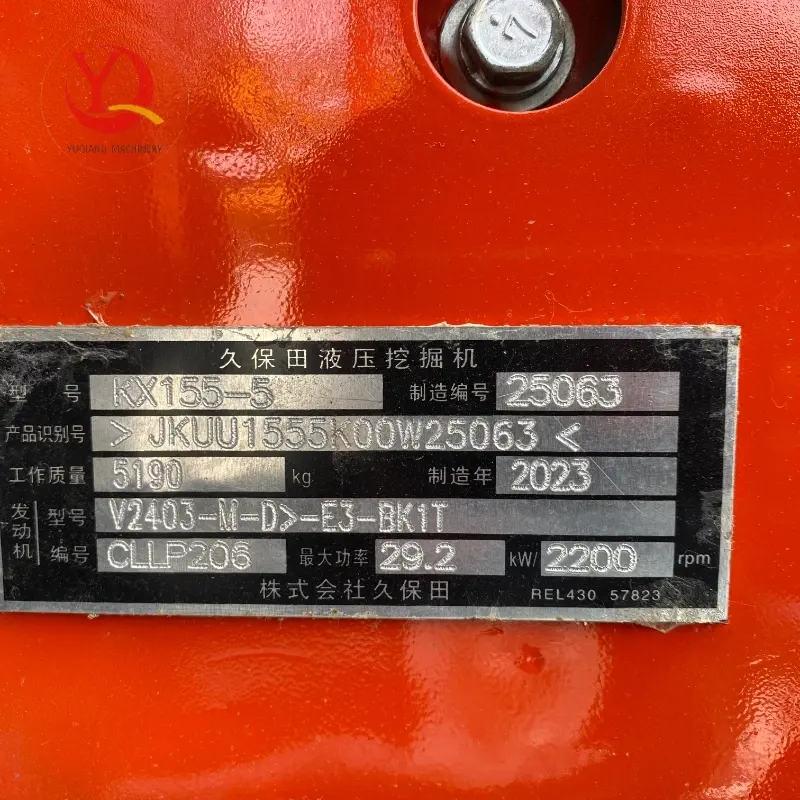 YUQIANG MACHINERY
7
久保田液压挖掘机
型 号 KX155-5 制造编号 25063
产品识别号 >JKUU1555K00W25063<
工作质量 5190 kg 制造年 2023
发动机 型号 V2403-M-D>-E3-BK1T
编号 CLLP206 最大功率 29.2 kW/ 2200 rpm
株式会社久保田 REL430 57823